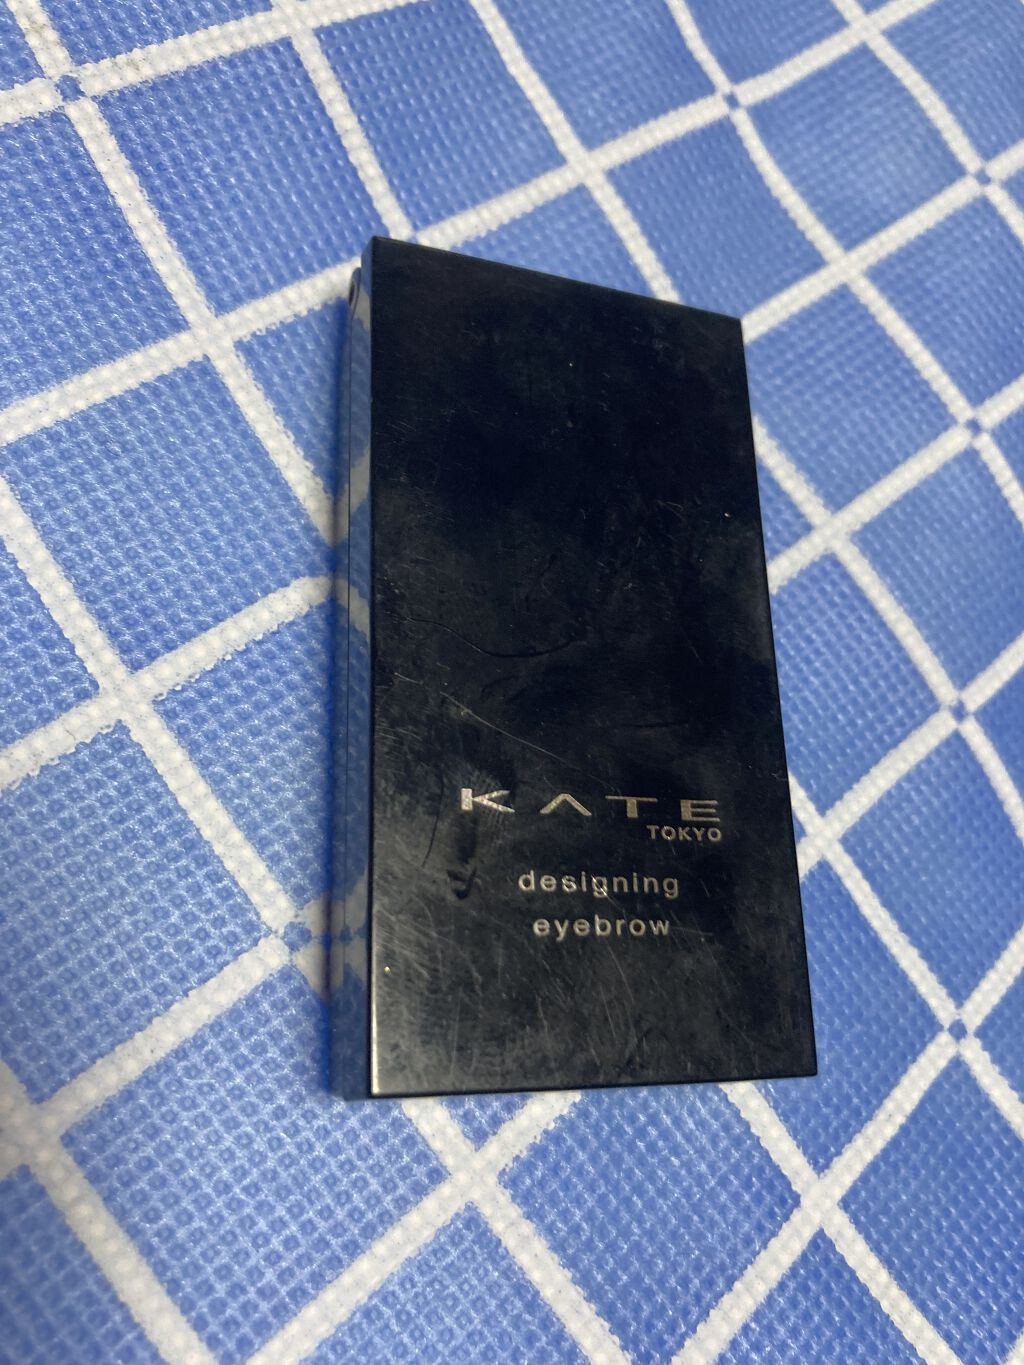 KATE
TOKYO
designing
eyebrow